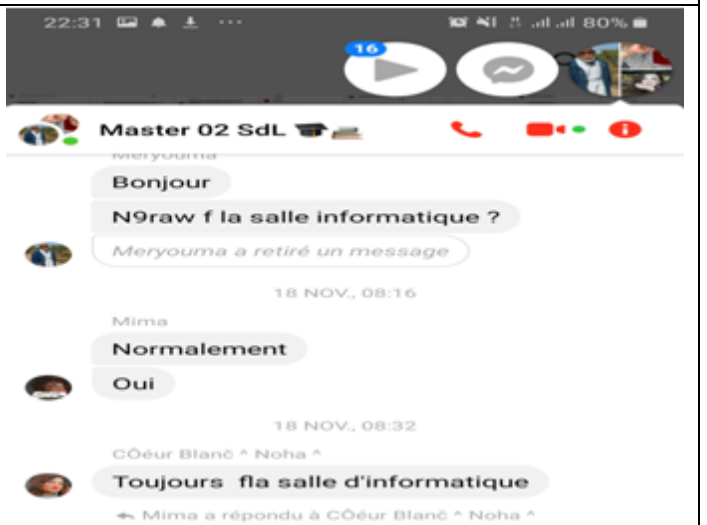 22:31 ... 80%
16
Master 02 SdL
Meryouma
Bonjour
N9raw f la salle informatique ?
Meryouma a retiré un message
18 NOV., 08:16
Mima
Normalement
Oui
18 NOV., 08:32
CÔéur Blanč ^ Noha ^
Toujours fla salle d'informatique
Mima a répondu à CÔéur Blanč ^ Noha ^